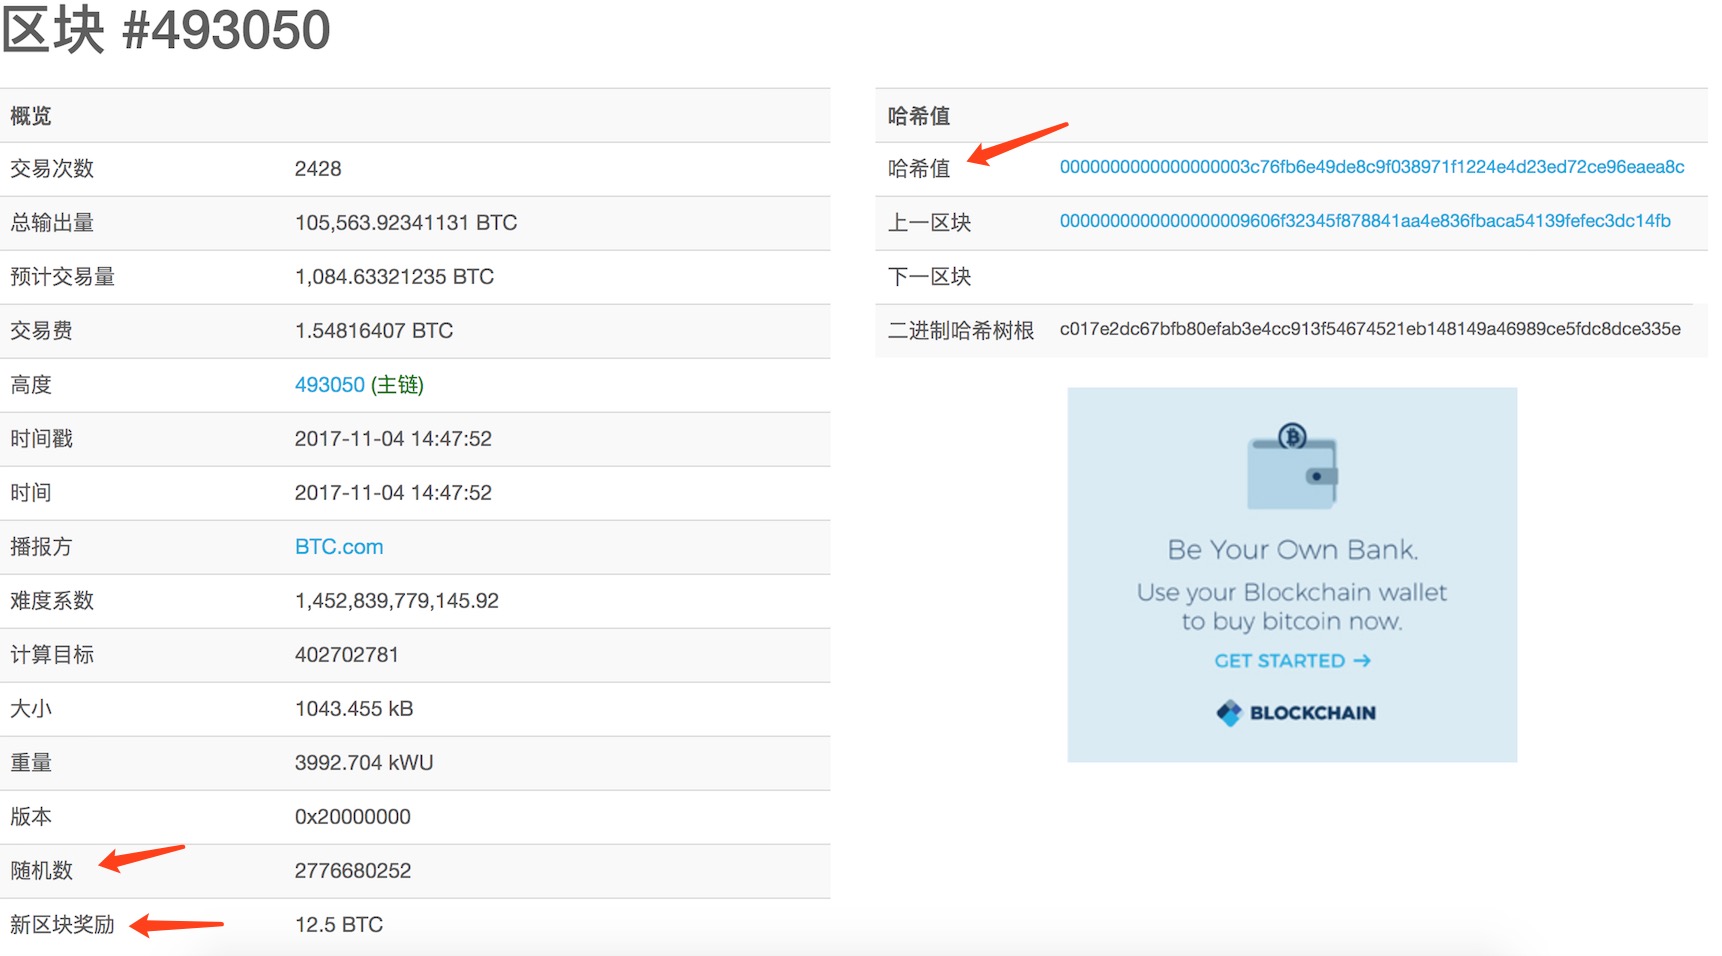 区块 #493050
概览
交易次数 2428
总输出量 105,563.92341131 BTC
预计交易量 1,084.63321235 BTC
交易费 1.54816407 BTC
高度 493050 (主链)
时间戳 2017-11-04 14:47:52
时间 2017-11-04 14:47:52
播报方 BTC.com
难度系数 1,452,839,779,145.92
计算目标 402702781
大小 1043.455 kB
重量 3992.704 kWU
版本 0x20000000
随机数 2776680252
新区块奖励 12.5 BTC
哈希值
哈希值 0000000000000000003c76fb6e49de8c9f038971f1224e4d23ed72ce96eaea8c
上一区块 0000000000000000009606f32345f878841aa4e836fbaca54139fefec3dc14fb
下一区块
二进制哈希树根 c017e2dc67bfb80efab3e4cc913f54674521eb148149a46989ce5fdc8dce335e
Be Your Own Bank.
Use your Blockchain wallet
to buy bitcoin now.
GET STARTED →
BLOCKCHAIN